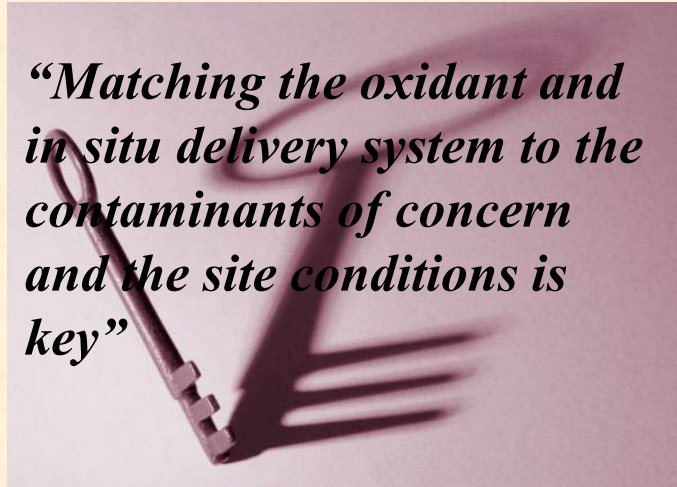 “Matching the oxidant and
in situ delivery system to the
contaminants of concern
and the site conditions is
key”